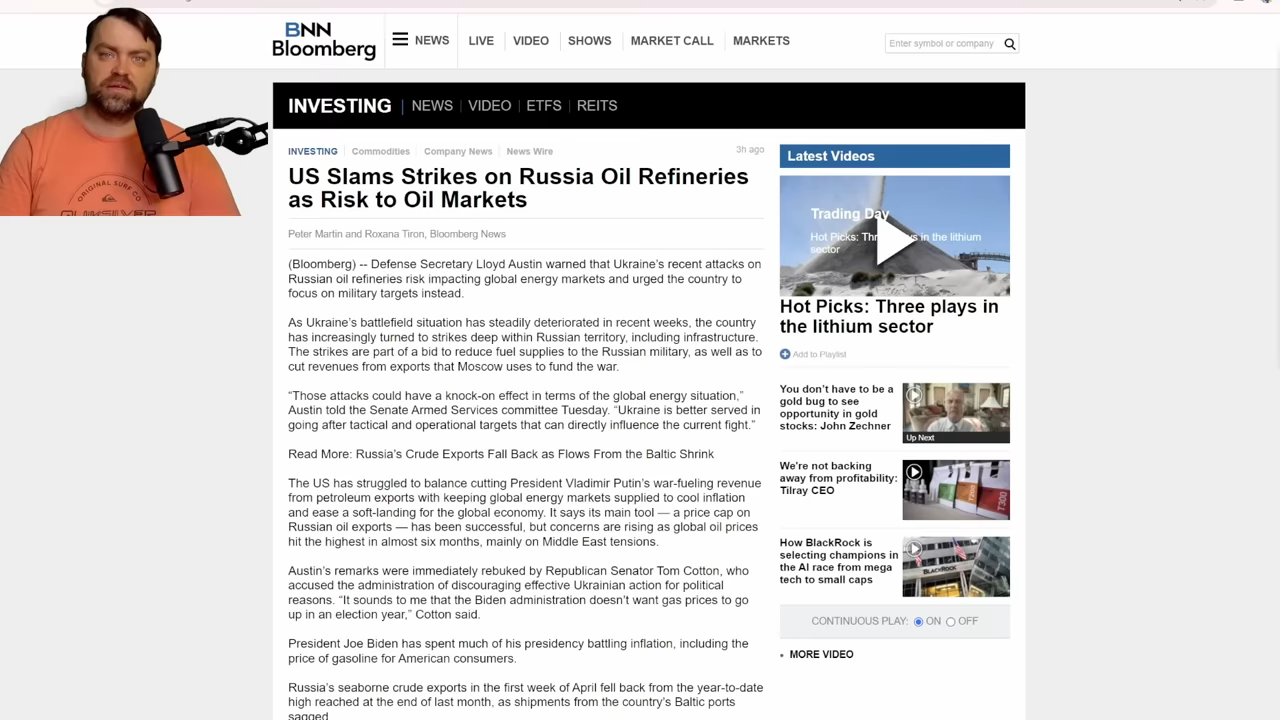 BNN
Bloomberg
NEWS
LIVE
VIDEO
SHOWS
MARKET CALL
MARKETS
Enter symbol or company
INVESTING
NEWS
VIDEO
ETFS
REITS
INVESTING
Commodities
Company News
News Wire
3h ago
US Slams Strikes on Russia Oil Refineries
as Risk to Oil Markets
Peter Martin and Roxana Tiron, Bloomberg News
(Bloomberg) -- Defense Secretary Lloyd Austin warned that Ukraine's recent attacks on
Russian oil refineries risk impacting global energy markets and urged the country to
focus on military targets instead.
As Ukraine's battlefield situation has steadily deteriorated in recent weeks, the country
has increasingly turned to strikes deep within Russian territory, including infrastructure.
The strikes are part of a bid to reduce fuel supplies to the Russian military, as well as to
cut revenues from exports that Moscow uses to fund the war.
“Those attacks could have a knock-on effect in terms of the global energy situation,”
Austin told the Senate Armed Services committee Tuesday. “Ukraine is better served in
going after tactical and operational targets that can directly influence the current fight.”
Read More: Russia's Crude Exports Fall Back as Flows From the Baltic Shrink
The US has struggled to balance cutting President Vladimir Putin's war-fueling revenue
from petroleum exports with keeping global energy markets supplied to cool inflation
and ease a soft-landing for the global economy. It says its main tool — a price cap on
Russian oil exports — has been successful, but concerns are rising as global oil prices
hit the highest in almost six months, mainly on Middle East tensions.
Austin's remarks were immediately rebuked by Republican Senator Tom Cotton, who
accused the administration of discouraging effective Ukrainian action for political
reasons. “It sounds to me that the Biden administration doesn't want gas prices to go
up in an election year,” Cotton said.
President Joe Biden has spent much of his presidency battling inflation, including the
price of gasoline for American consumers.
Russia's seaborne crude exports in the first week of April fell back from the year-to-date
high reached at the end of last month, as shipments from the country's Baltic ports
sagged
Latest Videos
Trading Day
Hot Picks: in the lithium
sector
Hot Picks: Three plays in
the lithium sector
Add to Playlist
You don't have to be a
gold bug to see
opportunity in gold
stocks: John Zechner
Up Next
We're not backing
away from profitability:
Tilray CEO
T300
How BlackRock is
selecting champions in
the AI race from mega
tech to small caps
BLACKROCK
CONTINUOUS PLAY: ON OFF
MORE VIDEO
ORIGINAL SURF CO
QUIKSILVER